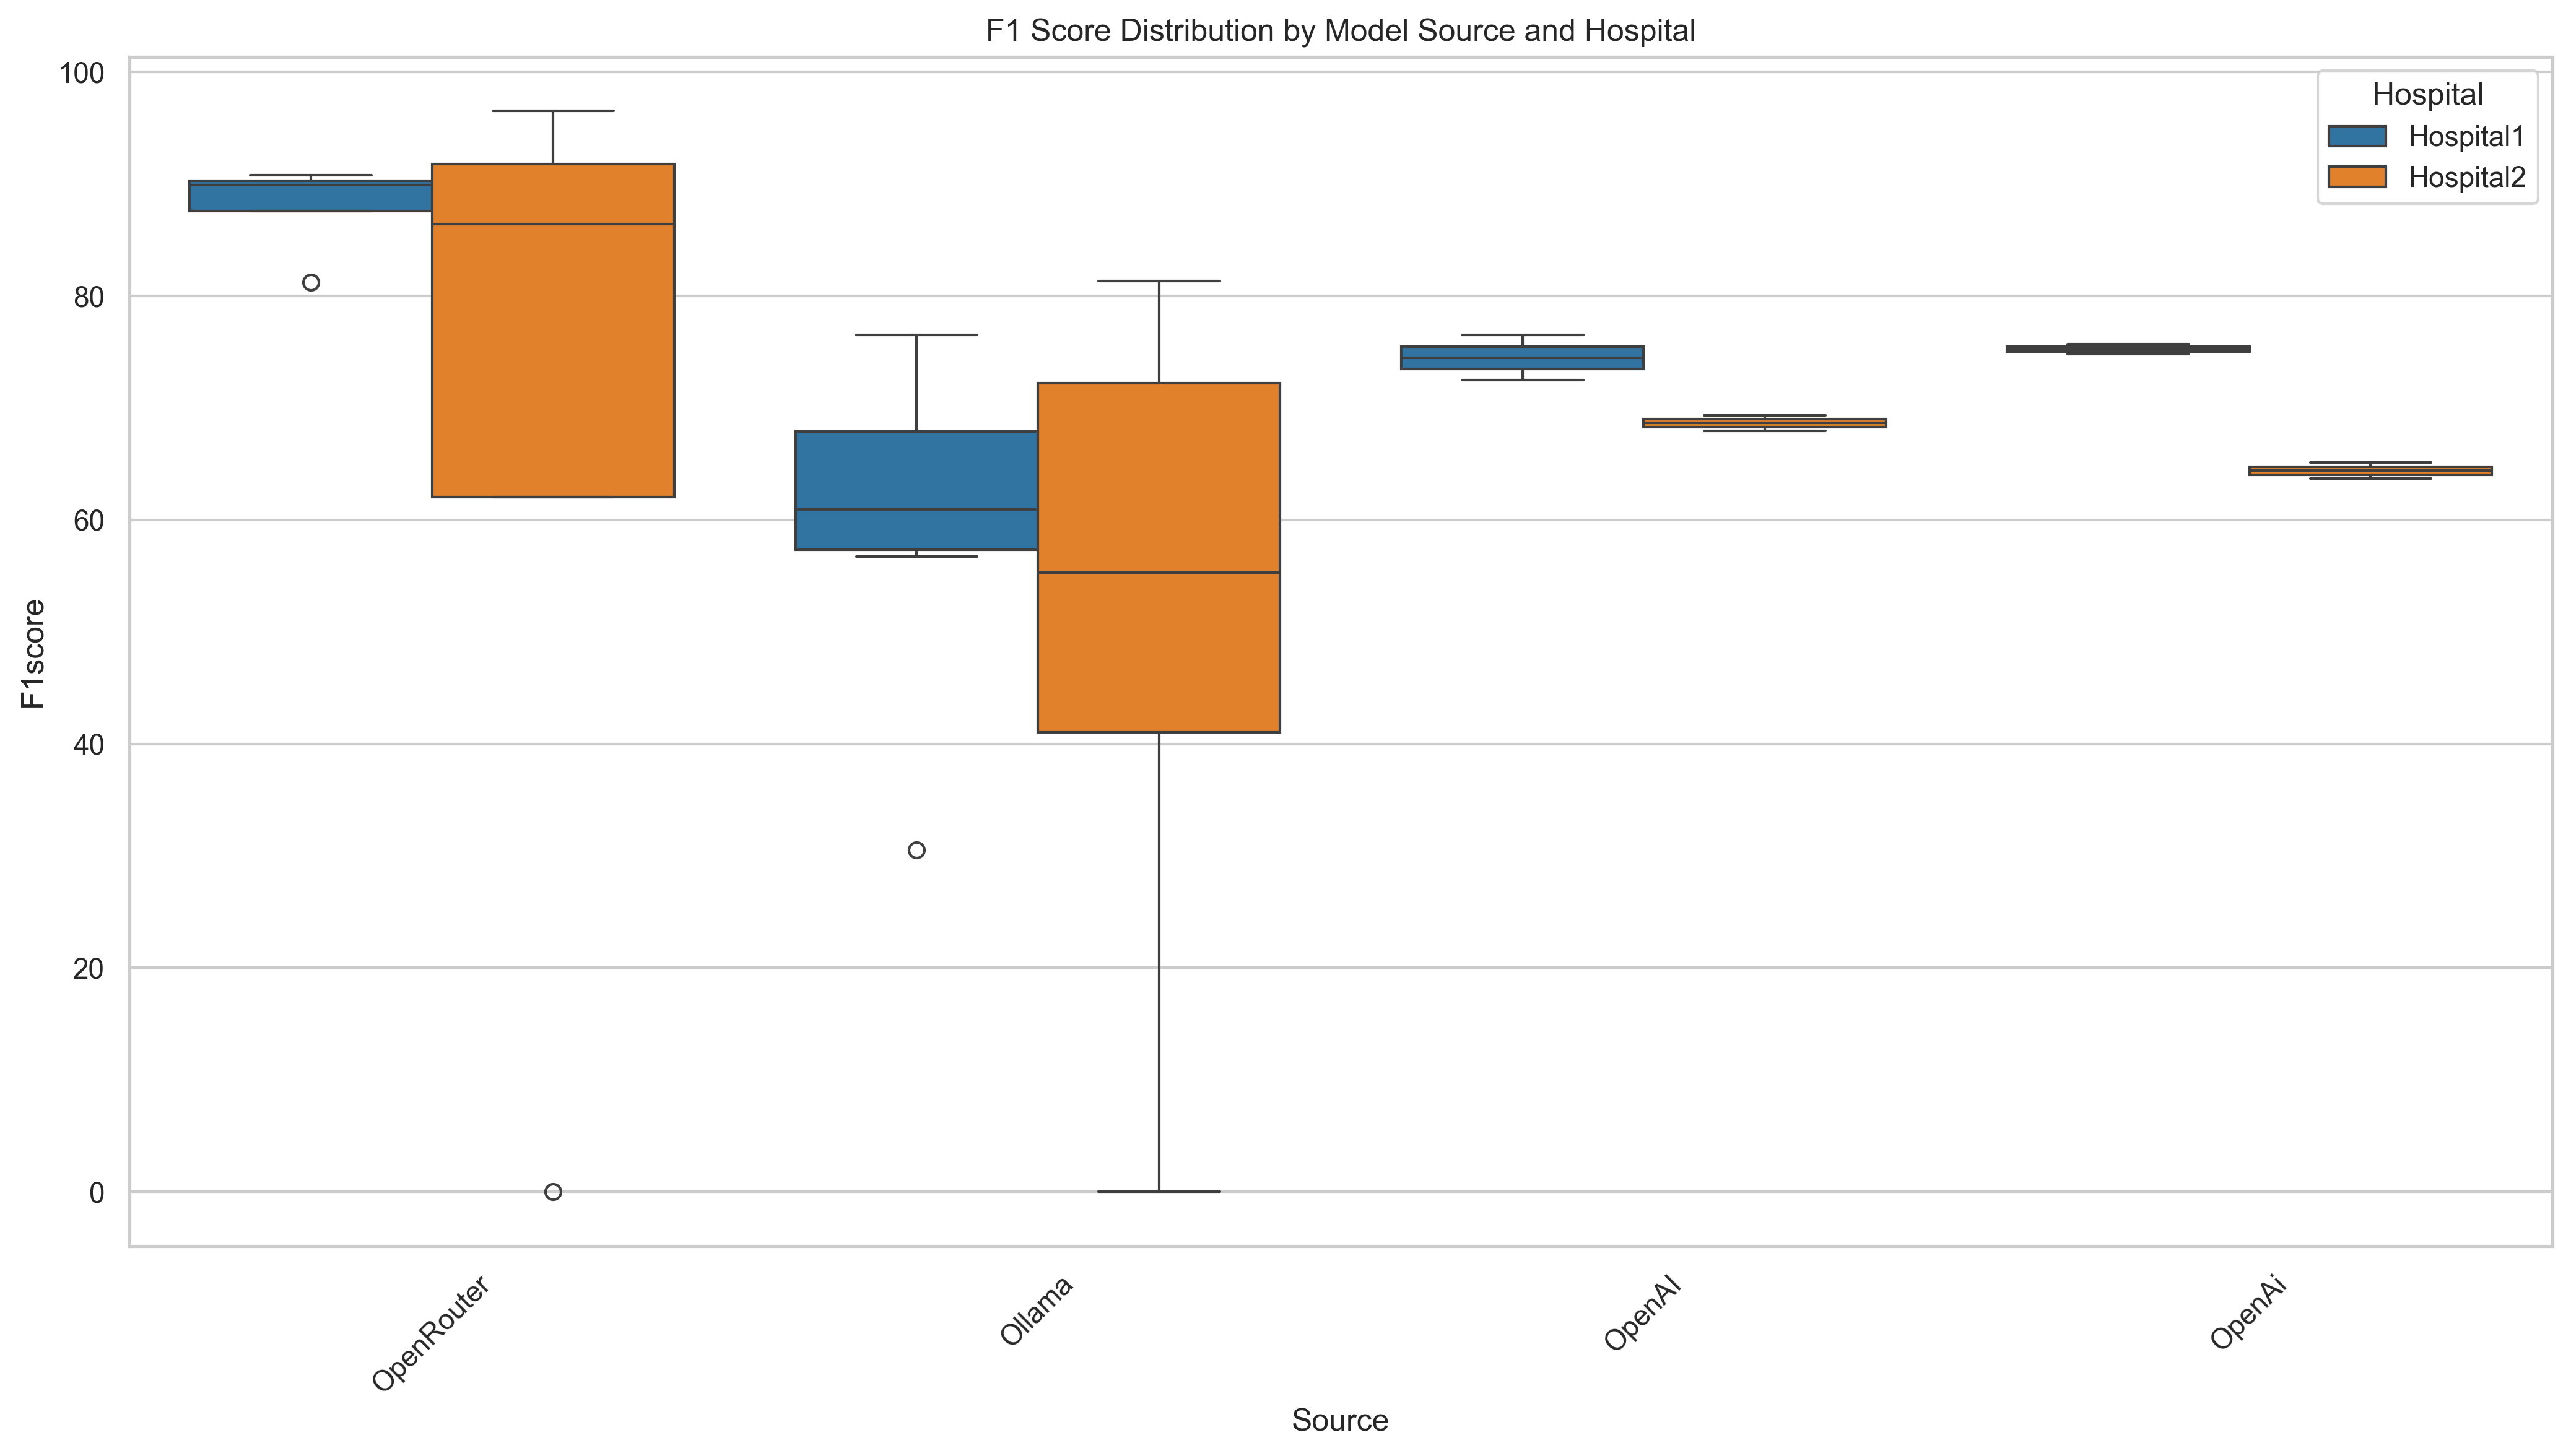 F1 Score Distribution by Model Source and Hospital
100
80
60
40
20
0
F1score
Hospital
Hospital1
Hospital2
OpenRouter
Ollama
OpenAI
OpenAi
Source